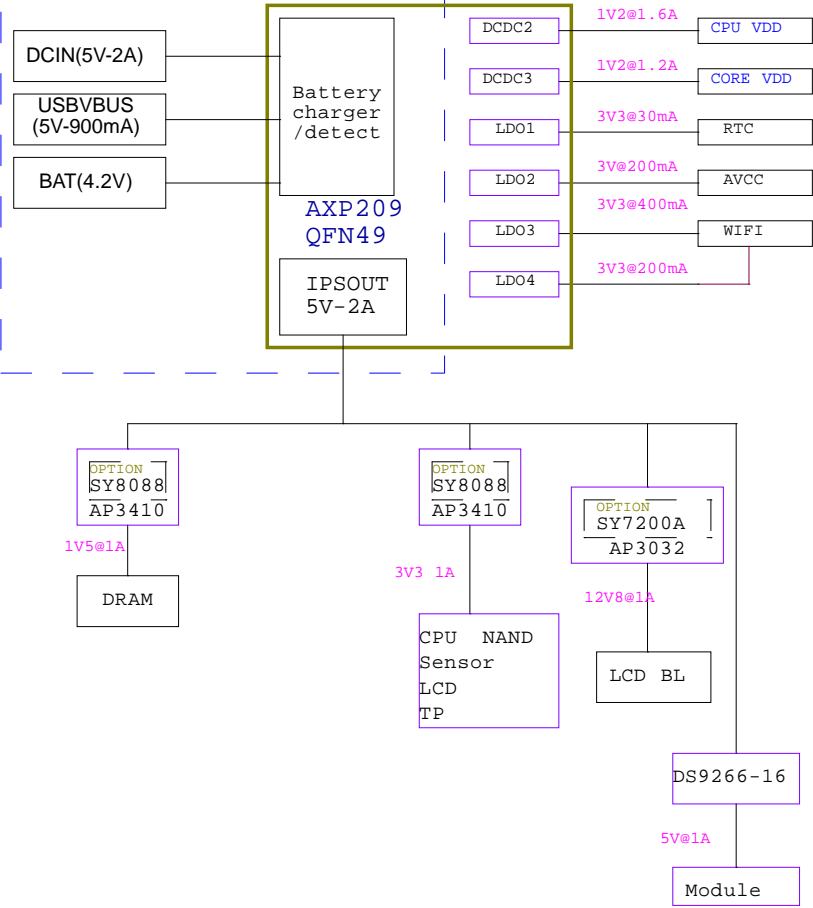 DCIN(5V-2A)
USBVBUS
(5V-900mA)
BAT(4.2V)
Battery
charger
/detect
AXP209
QFN49
IPSOUT
5V-2A
DCDC2
1V2@1.6A
CPU VDD
DCDC3
1V2@1.2A
CORE VDD
LDO1
3V3@30mA
RTC
LDO2
3V@200mA
AVCC
LDO3
3V3@400mA
WIFI
LDO4
3V3@200mA
OPTION
SY8088
AP3410
1V5@1A
DRAM
OPTION
SY8088
AP3410
3V3 1A
CPU NAND
Sensor
LCD
TP
OPTION
SY7200A
AP3032
12V8@1A
LCD BL
DS9266-16
5V@1A
Module